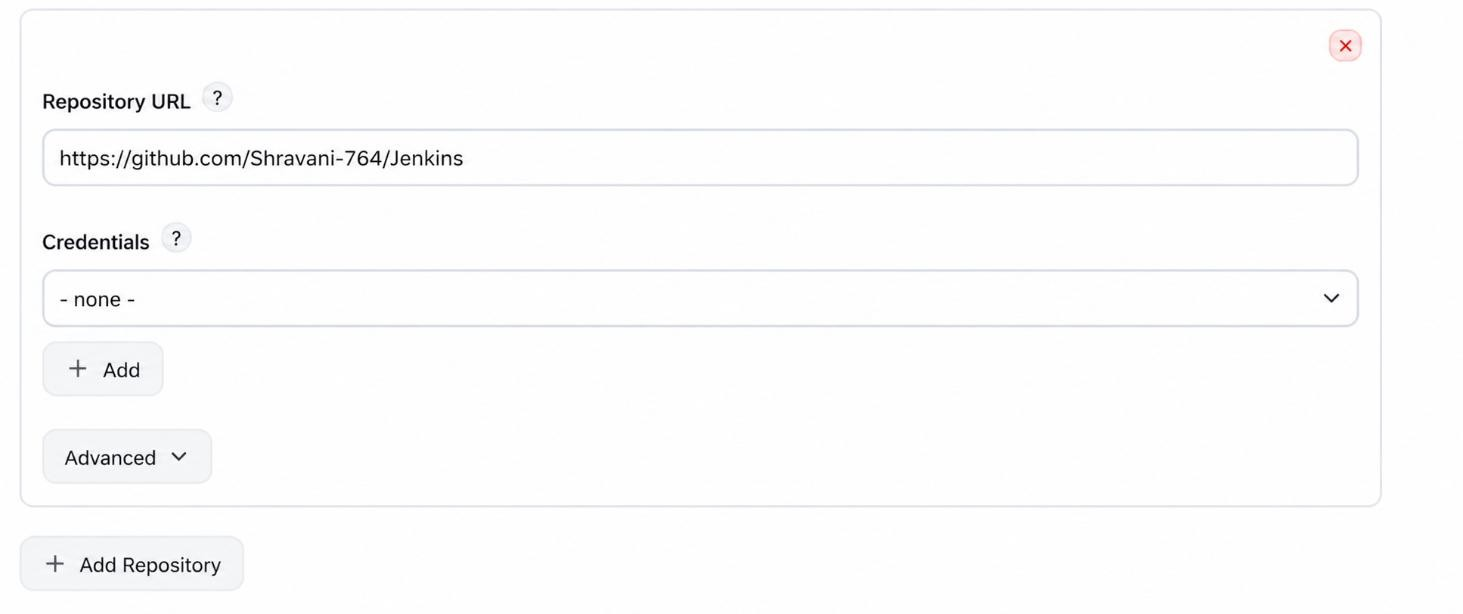 Repository URL ?
https://github.com/Shravani-764/Jenkins
Credentials ?
- none -
+ Add
Advanced
+ Add Repository